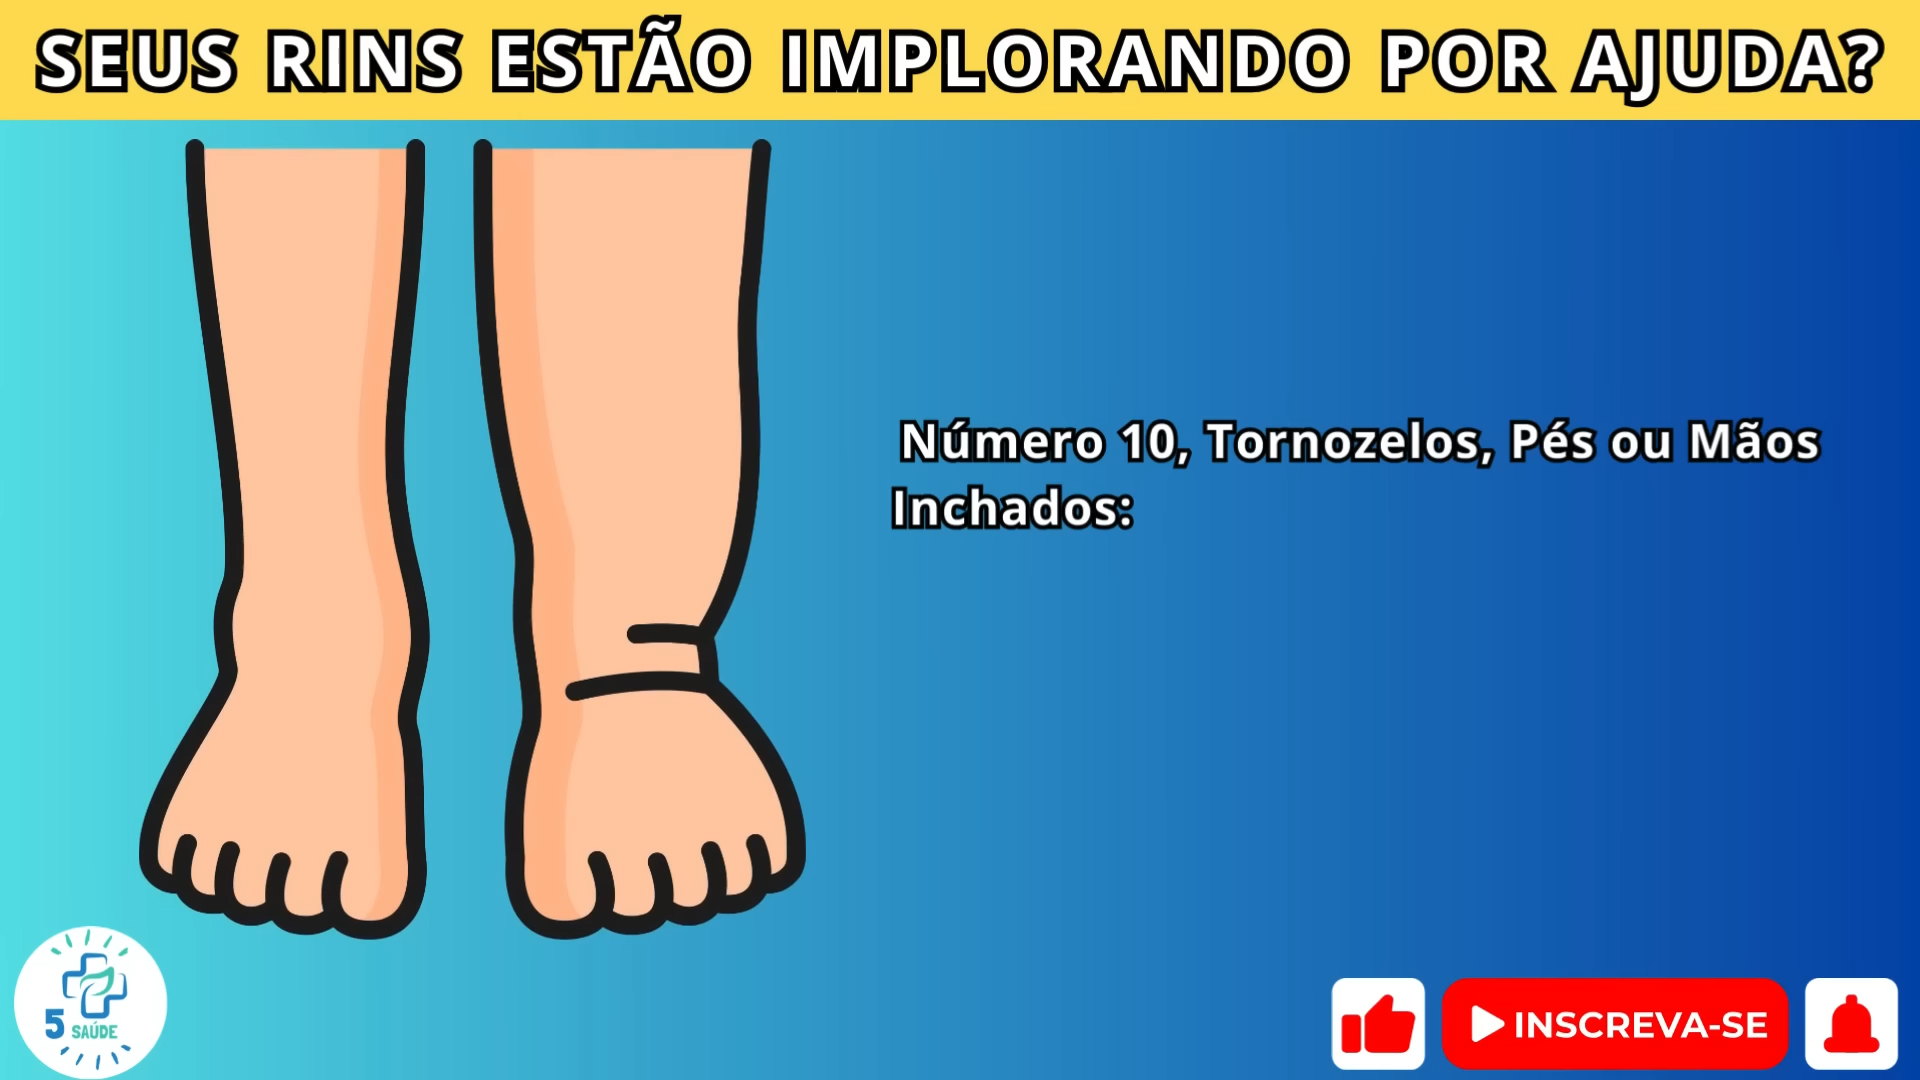 SEUS RINS ESTÃO IMPLORANDO POR AJUDA?
Número 10, Tornozelos, Pés ou Mãos
Inchados:
5 SAÚDE
INSCREVA-SE